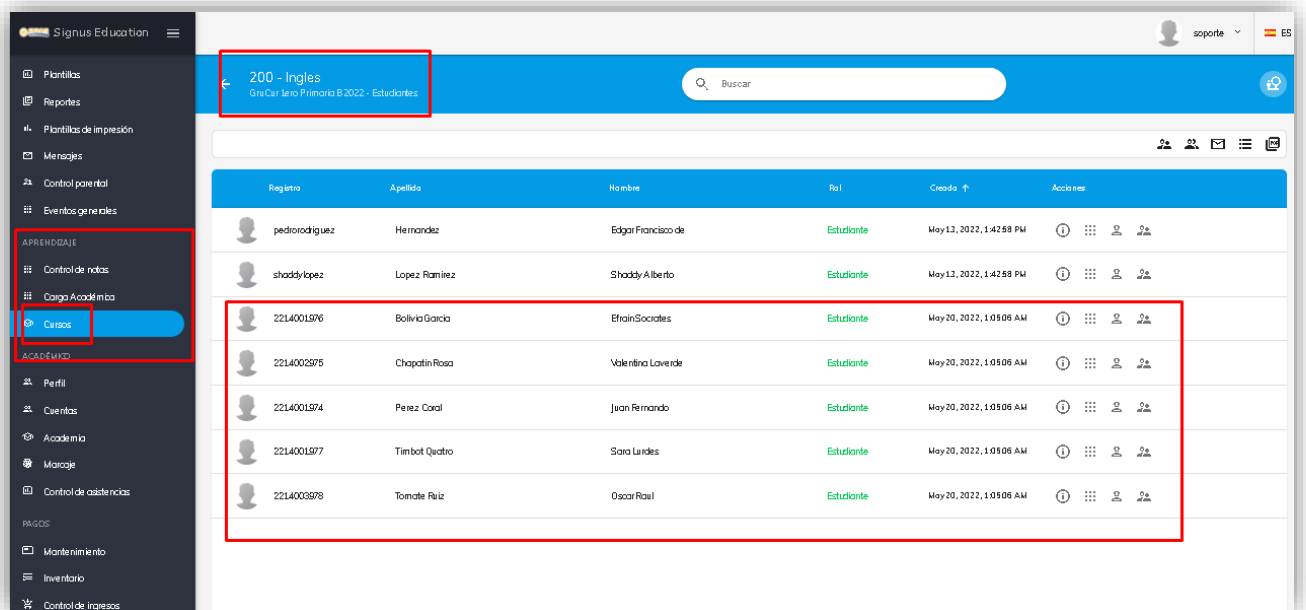 Signus Education
soporte
ES
Plantillas
Reportes
Plantillas de impresión
Mensajes
Control parental
Eventos generales
APRENDIZAJE
Control de notas
Carga Académica
Cursos
ACADÉMICO
Perfil
Cuentas
Academia
Marcaje
Control de asistencias
PAGOS
Mantenimiento
Inventario
Control de ingresos
200 - Ingles
GruCur 1ero Primaria B 2022 - Estudiantes
Buscar
Registro Apellido Nombre Rol Creado ↑ Acciones
pedrorodriguez Hernandez Edgar Francisco de Estudiante May 12, 2022, 1:42:58 PM
shaddylopez Lopez Ramirez Shaddy Alberto Estudiante May 12, 2022, 1:42:58 PM
2214001976 Bolivia Garcia Efrain Socrates Estudiante May 20, 2022, 1:05:06 AM
2214002975 Chapatin Rosa Valentina Laverde Estudiante May 20, 2022, 1:05:06 AM
2214001974 Perez Coral Juan Fernando Estudiante May 20, 2022, 1:05:06 AM
2214001977 Timbot Quatro Sara Lurdes Estudiante May 20, 2022, 1:05:06 AM
2214003978 Tomate Ruiz Oscar Raul Estudiante May 20, 2022, 1:05:06 AM